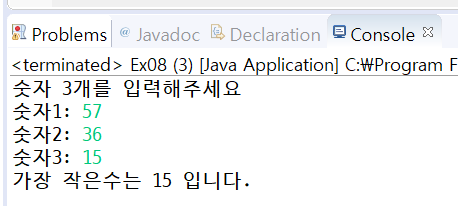 Problems @ Javadoc Declaration Console
<terminated> Ex08 (3) [Java Application] C:₩Program F
숫자 3개를 입력해주세요
숫자1: 57
숫자2: 36
숫자3: 15
가장 작은수는 15 입니다.